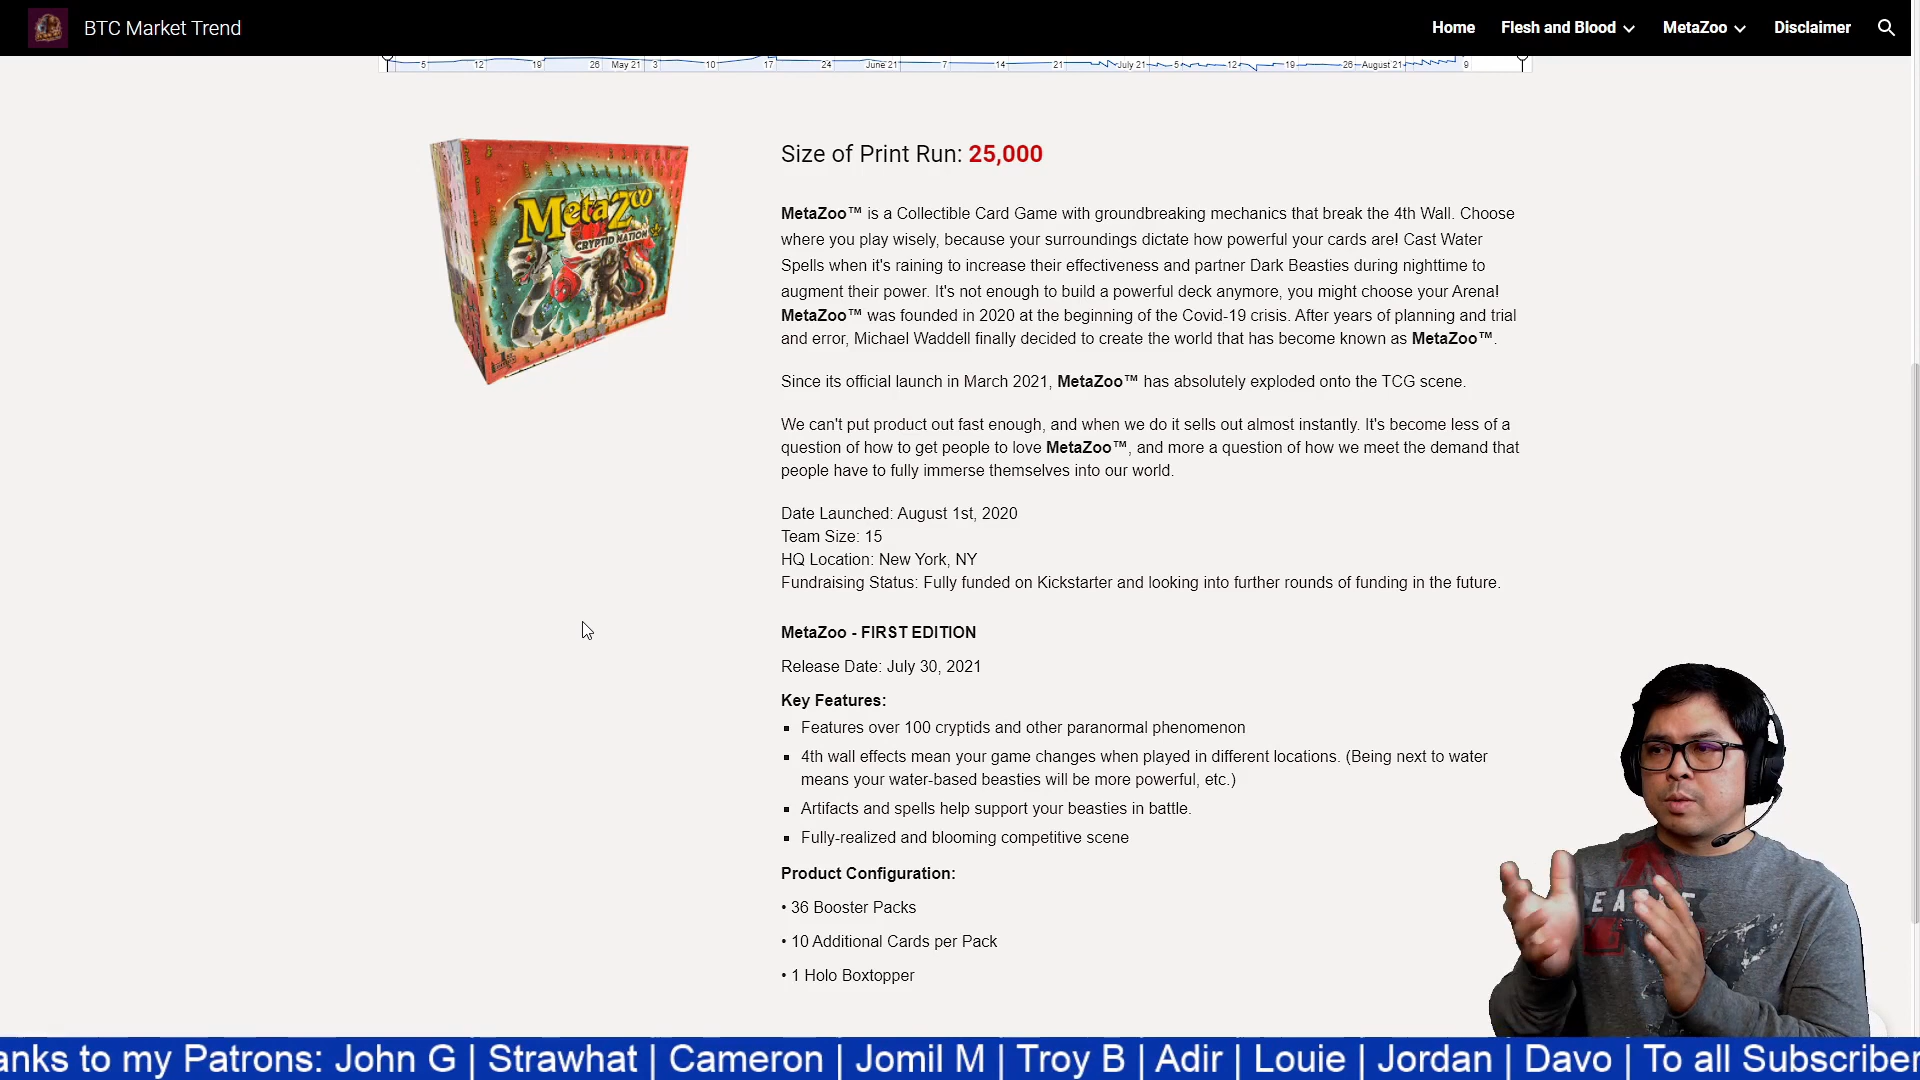 BTC Market Trend
Home Flesh and Blood MetaZoo Disclaimer
5 12 19 26 May 21 3 10 17 24 June 21 7 14 21 July 21 5 12 19 26 August 21 9
MetaZoo
CRYPTID NATION
Size of Print Run: 25,000
MetaZoo™ is a Collectible Card Game with groundbreaking mechanics that break the 4th Wall. Choose
where you play wisely, because your surroundings dictate how powerful your cards are! Cast Water
Spells when it's raining to increase their effectiveness and partner Dark Beasties during nighttime to
augment their power. It's not enough to build a powerful deck anymore, you might choose your Arena!
MetaZoo™ was founded in 2020 at the beginning of the Covid-19 crisis. After years of planning and trial
and error, Michael Waddell finally decided to create the world that has become known as MetaZoo™.
Since its official launch in March 2021, MetaZoo™ has absolutely exploded onto the TCG scene.
We can't put product out fast enough, and when we do it sells out almost instantly. It's become less of a
question of how to get people to love MetaZoo™, and more a question of how we meet the demand that
people have to fully immerse themselves into our world.
Date Launched: August 1st, 2020
Team Size: 15
HQ Location: New York, NY
Fundraising Status: Fully funded on Kickstarter and looking into further rounds of funding in the future.
MetaZoo - FIRST EDITION
Release Date: July 30, 2021
Key Features:
▪ Features over 100 cryptids and other paranormal phenomenon
▪ 4th wall effects mean your game changes when played in different locations. (Being next to water
means your water-based beasties will be more powerful, etc.)
▪ Artifacts and spells help support your beasties in battle.
▪ Fully-realized and blooming competitive scene
Product Configuration:
• 36 Booster Packs
• 10 Additional Cards per Pack
• 1 Holo Boxtopper
anks to my Patrons: John G | Strawhat | Cameron | Jomil M | Troy B | Adir | Louie | Jordan | Davo | To all Subscriber